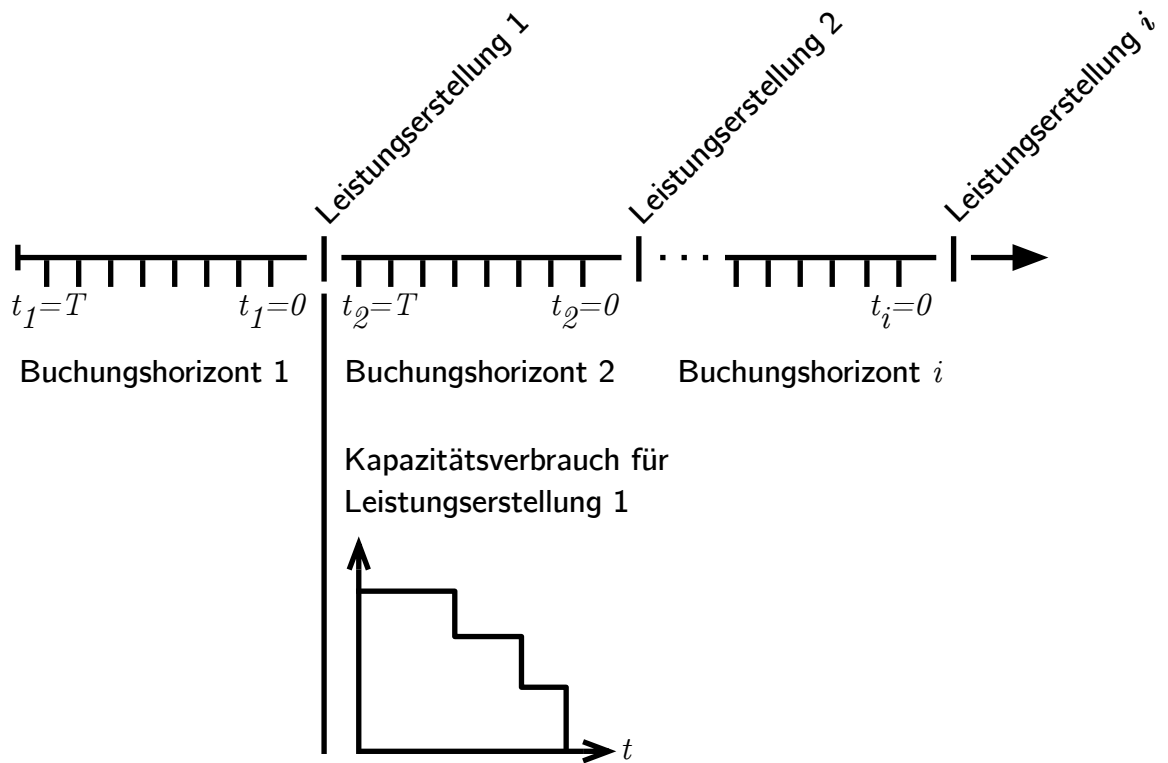 Leistungserstellung 1
Leistungserstellung 2
Leistungserstellung i
. . . .
t₁=T
t₁=0
t₂=T
t₂=0
tᵢ=0
Buchungshorizont 1
Buchungshorizont 2
Buchungshorizont i
Kapazitätsverbrauch für
Leistungserstellung 1
t